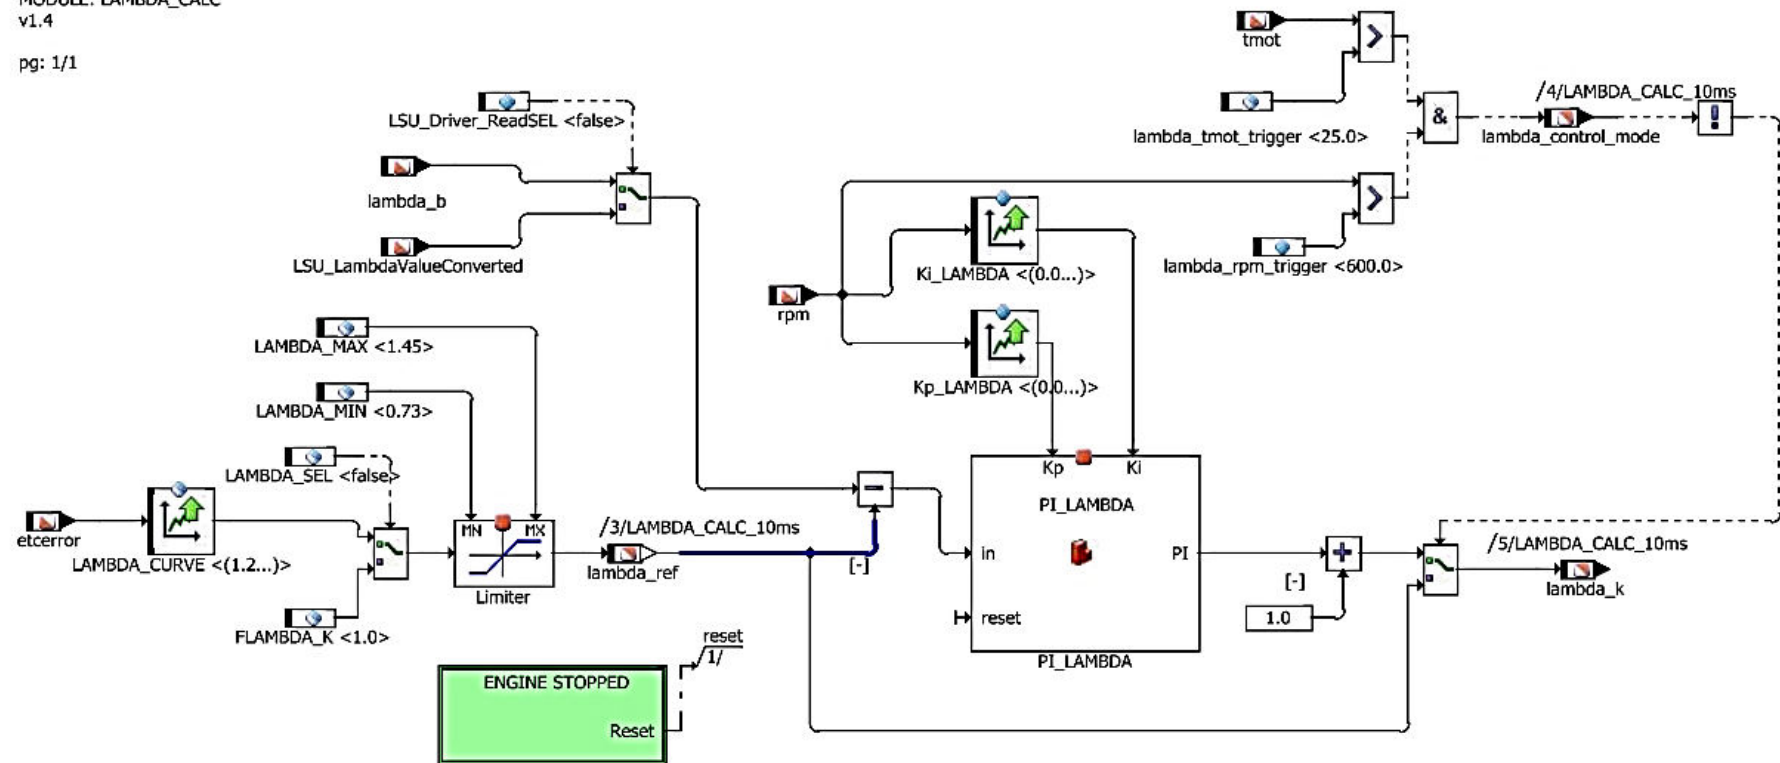 MODULE: LAMBDA_CALC
v1.4
pg: 1/1
tmot
lambda_tmot_trigger <25.0>
&
/4/LAMBDA_CALC_10ms
lambda_control_mode
!
LSU_Driver_ReadSEL <false>
lambda_b
LSU_LambdaValueConverted
>
>
lambda_rpm_trigger <600.0>
Ki_LAMBDA <(0.0...)>
rpm
Kp_LAMBDA <(0.0...)>
LAMBDA_MAX <1.45>
LAMBDA_MIN <0.73>
LAMBDA_SEL <false>
etcerror
LAMBDA_CURVE <(1.2...)>
FLAMBDA_K <1.0>
MN MX
Limiter
/3/LAMBDA_CALC_10ms
lambda_ref
−
[-]
Kp Ki
PI_LAMBDA
in PI
reset
PI_LAMBDA
+
[-]
1.0
/5/LAMBDA_CALC_10ms
lambda_k
reset
1/
ENGINE STOPPED
Reset